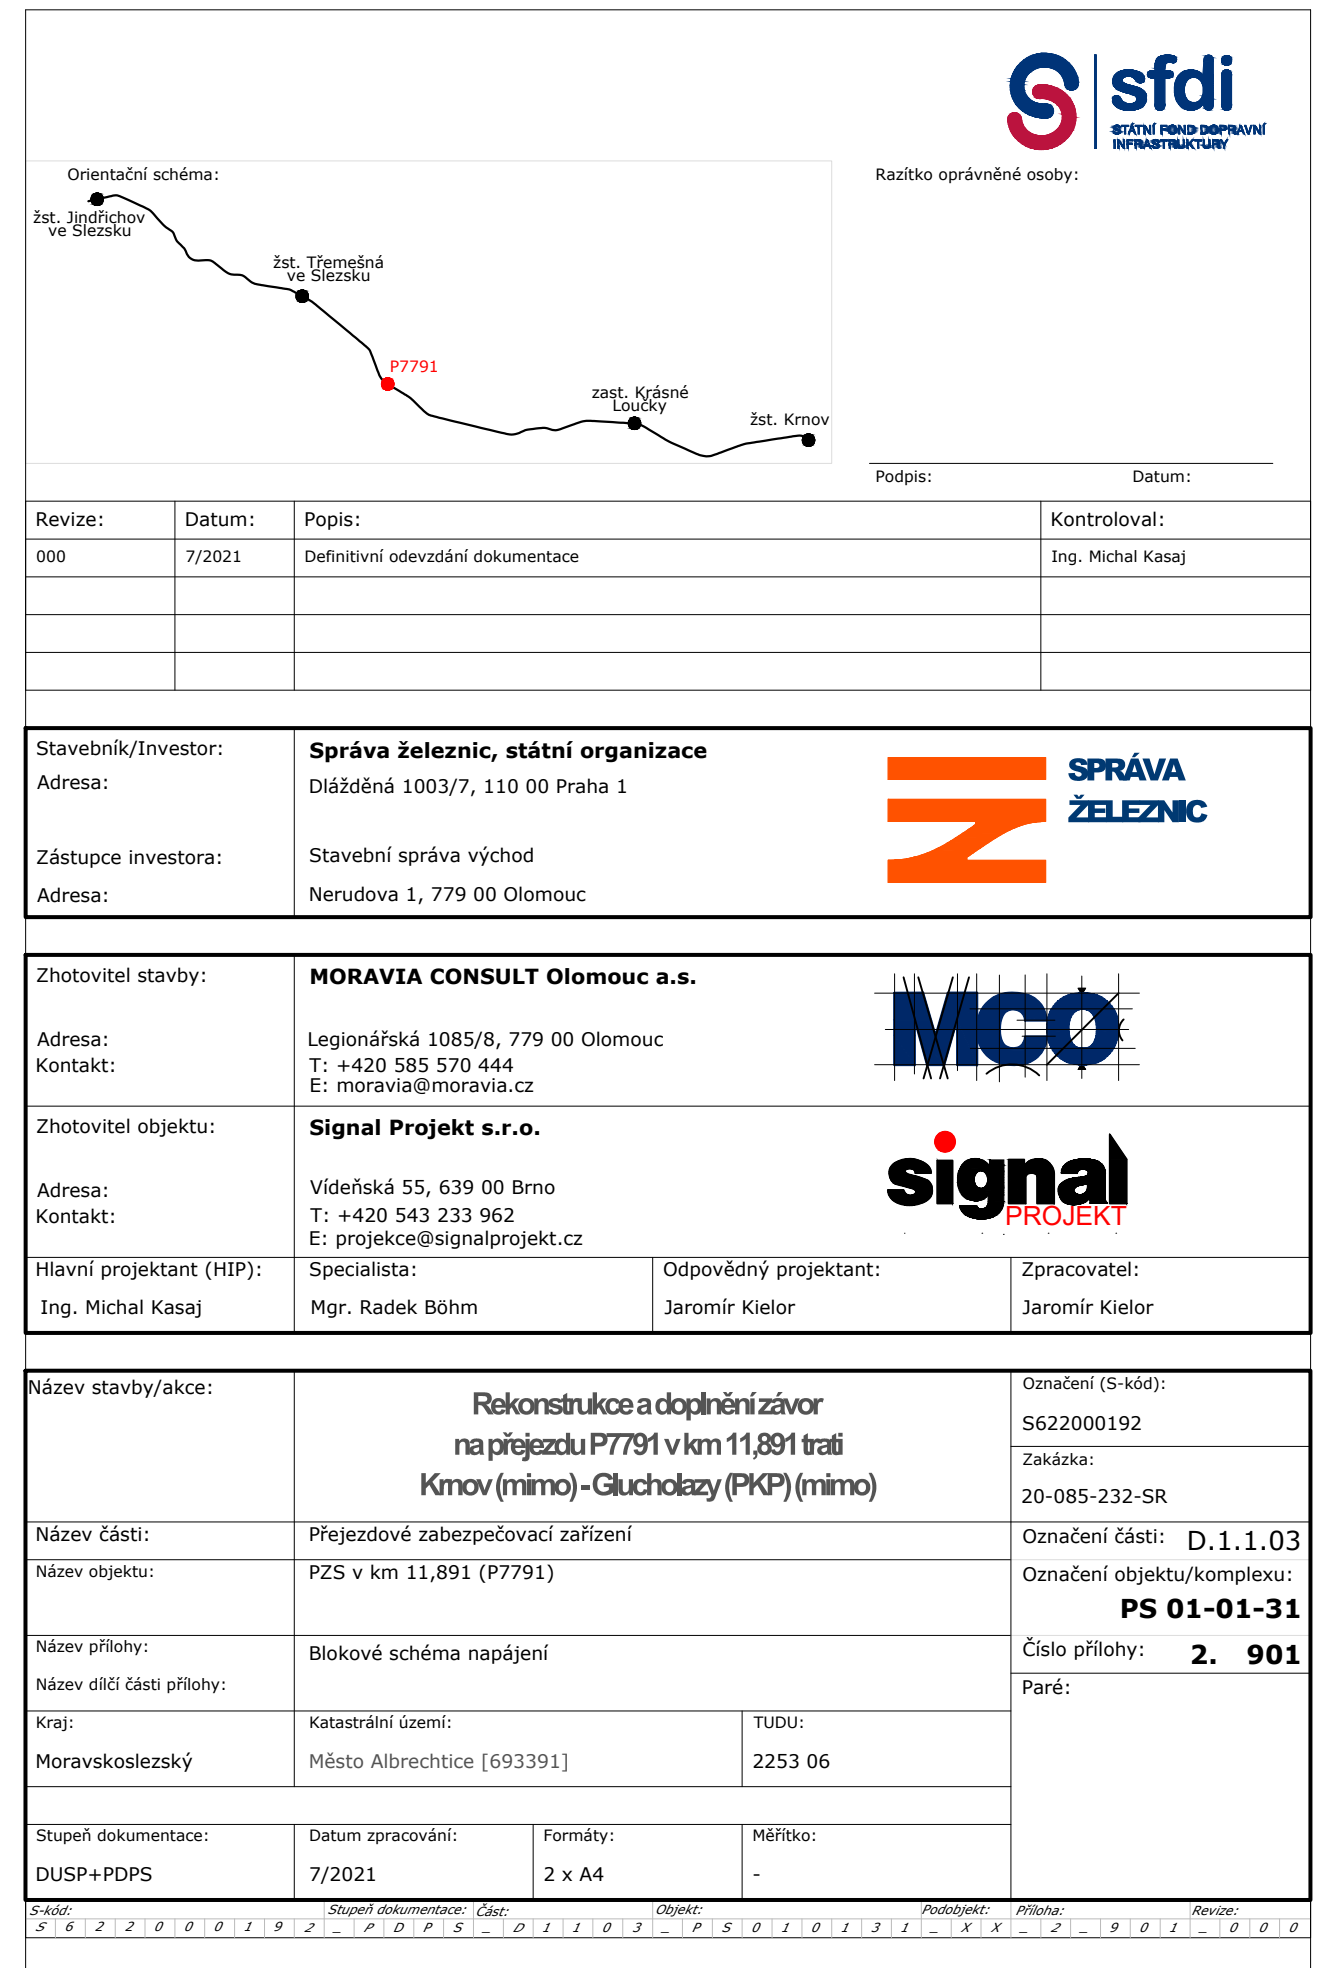 sfdi
STÁTNÍ FOND DOPRAVNÍ
INFRASTRUKTURY
Orientační schéma:
Razítko oprávněné osoby:
žst. Jindřichov
ve Slezsku
žst. Třemešná
ve Slezsku
P7791
zast. Krásné
Loučky
žst. Krnov
Podpis: Datum:
Revize: Datum: Popis: Kontroloval:
000 7/2021 Definitivní odevzdání dokumentace Ing. Michal Kasaj
Stavebník/Investor: Správa železnic, státní organizace
Adresa: Dlážděná 1003/7, 110 00 Praha 1
SPRÁVA
ŽELEZNIC
Zástupce investora: Stavební správa východ
Adresa: Nerudova 1, 779 00 Olomouc
Zhotovitel stavby: MORAVIA CONSULT Olomouc a.s.
MCO
Adresa: Legionářská 1085/8, 779 00 Olomouc
Kontakt: T: +420 585 570 444
E: moravia@moravia.cz
Zhotovitel objektu: Signal Projekt s.r.o.
signal
PROJEKT
Adresa: Vídeňská 55, 639 00 Brno
Kontakt: T: +420 543 233 962
E: projekce@signalprojekt.cz
Hlavní projektant (HIP): Specialista: Odpovědný projektant: Zpracovatel:
Ing. Michal Kasaj Mgr. Radek Böhm Jaromír Kielor Jaromír Kielor
Název stavby/akce:
Rekonstrukce a doplnění závor
na přejezdu P7791 v km 11,891 trati
Krnov (mimo) - Glucholazy (PKP) (mimo)
Označení (S-kód):
S622000192
Zakázka:
20-085-232-SR
Název části: Přejezdové zabezpečovací zařízení Označení části: D.1.1.03
Název objektu: PZS v km 11,891 (P7791) Označení objektu/komplexu:
PS 01-01-31
Název přílohy: Blokové schéma napájení Číslo přílohy: 2. 901
Název dílčí části přílohy: Paré:
Kraj: Katastrální území: TUDU:
Moravskoslezský Město Albrechtice [693391] 2253 06
Stupeň dokumentace: Datum zpracování: Formáty: Měřítko:
DUSP+PDPS 7/2021 2 x A4 -
S-kód: Stupeň dokumentace: Část: Objekt: Podobjekt: Příloha: Revize:
S 6 2 2 0 0 0 1 9 2 _ P D P S _ D 1 1 0 3 _ P S 0 1 0 1 3 1 _ X X _ 2 _ 9 0 1 _ 0 0 0